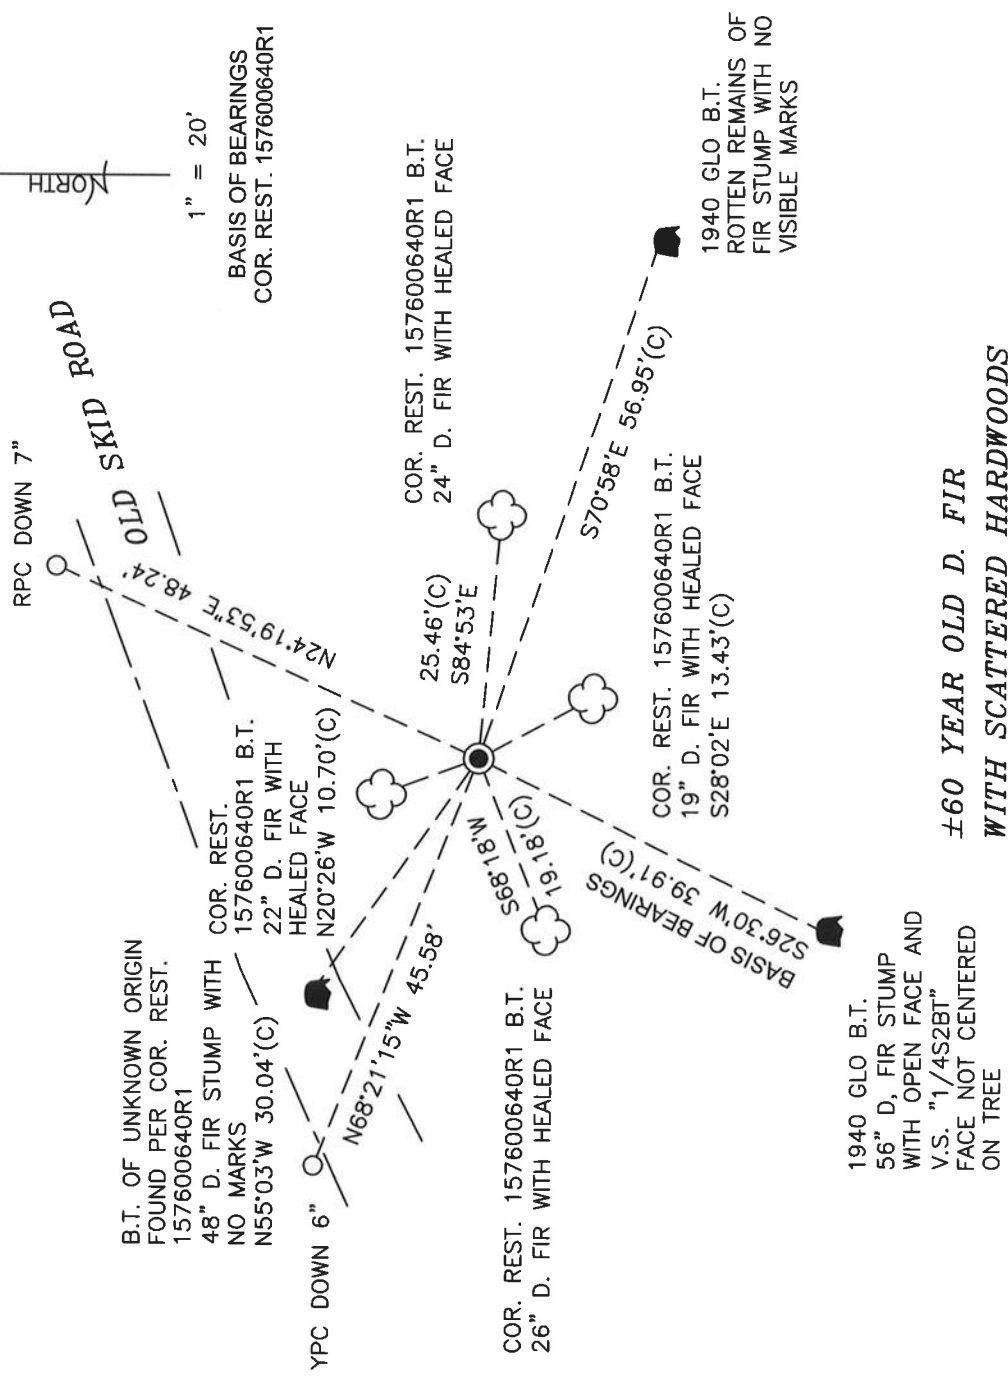 NORTH
1" = 20'
BASIS OF BEARINGS
COR. REST. 157600640R1
RPC DOWN 7"
OLD SKID ROAD
N24°19'53"E 48.24'
B.T. OF UNKNOWN ORIGIN
FOUND PER COR. REST.
157600640R1
48" D. FIR STUMP WITH
NO MARKS
N55°03'W 30.04'(C)
COR. REST.
157600640R1 B.T.
22" D. FIR WITH
HEALED FACE
N20°26'W 10.70'(C)
YPC DOWN 6"
N68°21'15"W 45.58'
COR. REST. 157600640R1 B.T.
24" D. FIR WITH HEALED FACE
25.46'(C)
S84°53'E
S70°58'E 56.95'(C)
1940 GLO B.T.
ROTTEN REMAINS OF
FIR STUMP WITH NO
VISIBLE MARKS
COR. REST. 157600640R1 B.T.
19" D. FIR WITH HEALED FACE
S28°02'E 13.43'(C)
S68°18'W
19.18'(C)
COR. REST. 157600640R1 B.T.
26" D. FIR WITH HEALED FACE
S26°30'W 39.91'(C)
BASIS OF BEARINGS
1940 GLO B.T.
56" D, FIR STUMP
WITH OPEN FACE AND
V.S. "1/4S2BT"
FACE NOT CENTERED
ON TREE
±60 YEAR OLD D. FIR
WITH SCATTERED HARDWOODS